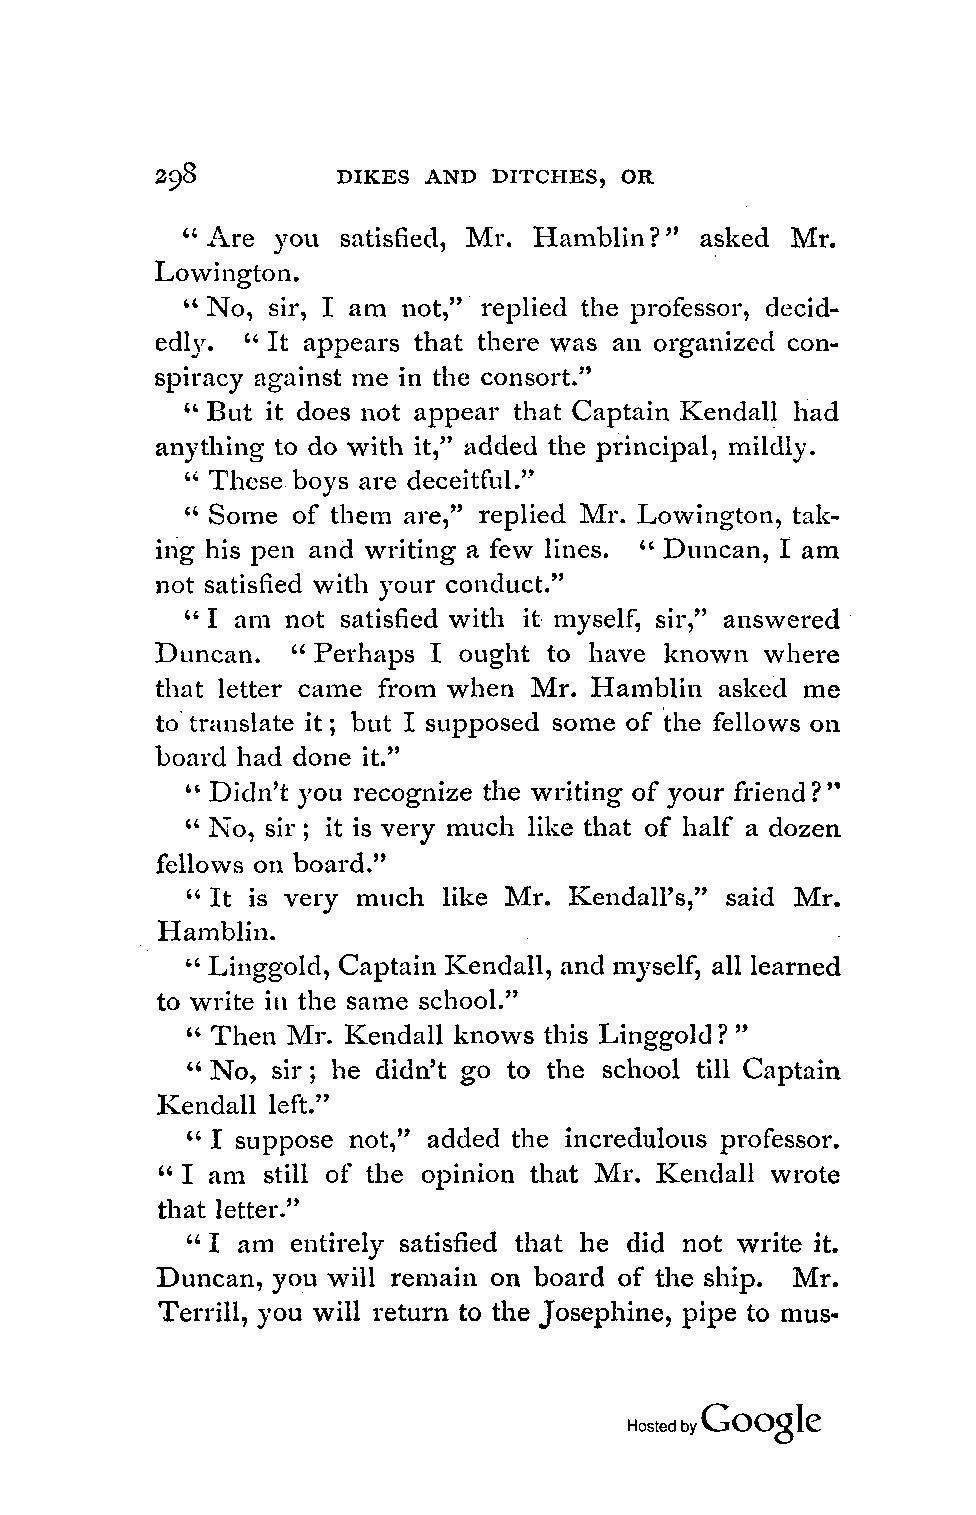 298 DIKES AND DITCHES, OR
“ Are you satisfied, Mr. Hamblin?” asked Mr.
Lowington.
“ No, sir, I am not,” replied the professor, decid-
edly. “ It appears that there was an organized con-
spiracy against me in the consort.”
“ But it does not appear that Captain Kendall had
anything to do with it,” added the principal, mildly.
“ These boys are deceitful.”
“ Some of them are,” replied Mr. Lowington, tak-
ing his pen and writing a few lines. “ Duncan, I am
not satisfied with your conduct.”
“ I am not satisfied with it myself, sir,” answered
Duncan. “ Perhaps I ought to have known where
that letter came from when Mr. Hamblin asked me
to translate it ; but I supposed some of the fellows on
board had done it.”
“ Didn’t you recognize the writing of your friend ? ”
“ No, sir ; it is very much like that of half a dozen
fellows on board.”
“ It is very much like Mr. Kendall’s,” said Mr.
Hamblin.
“ Linggold, Captain Kendall, and myself, all learned
to write in the same school.”
“ Then Mr. Kendall knows this Linggold ? ”
“ No, sir ; he didn’t go to the school till Captain
Kendall left.”
“ I suppose not,” added the incredulous professor.
“ I am still of the opinion that Mr. Kendall wrote
that letter.”
“ I am entirely satisfied that he did not write it.
Duncan, you will remain on board of the ship. Mr.
Terrill, you will return to the Josephine, pipe to mus-
Hosted by Google